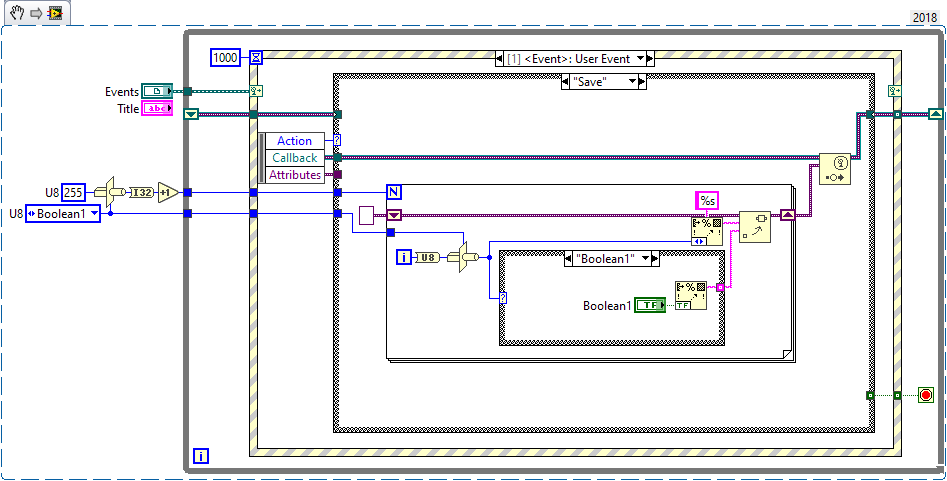 2018
1000
[1] <Event>: User Event
"Save"
Events
Title
abc
Action
Callback
Attributes
?
U8 255
I32
+1
U8 Boolean1
N
%s
i
U8
%
"Boolean1"
?
Boolean1
TF
%
TF
i